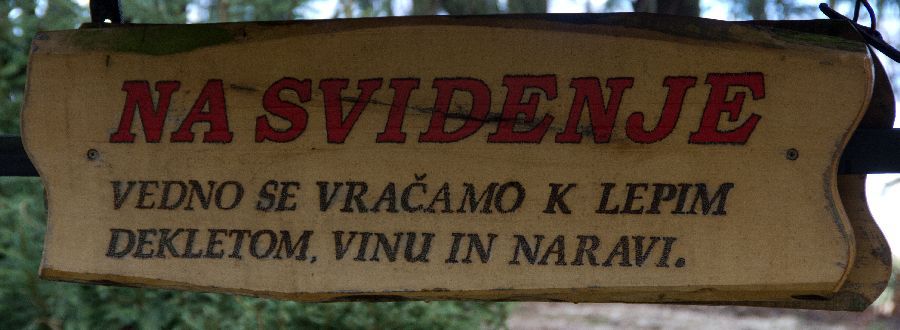 NA SVIDENJE
VEDNO SE VRAČAMO K LEPIM
DEKLETOM, VINU IN NARAVI.